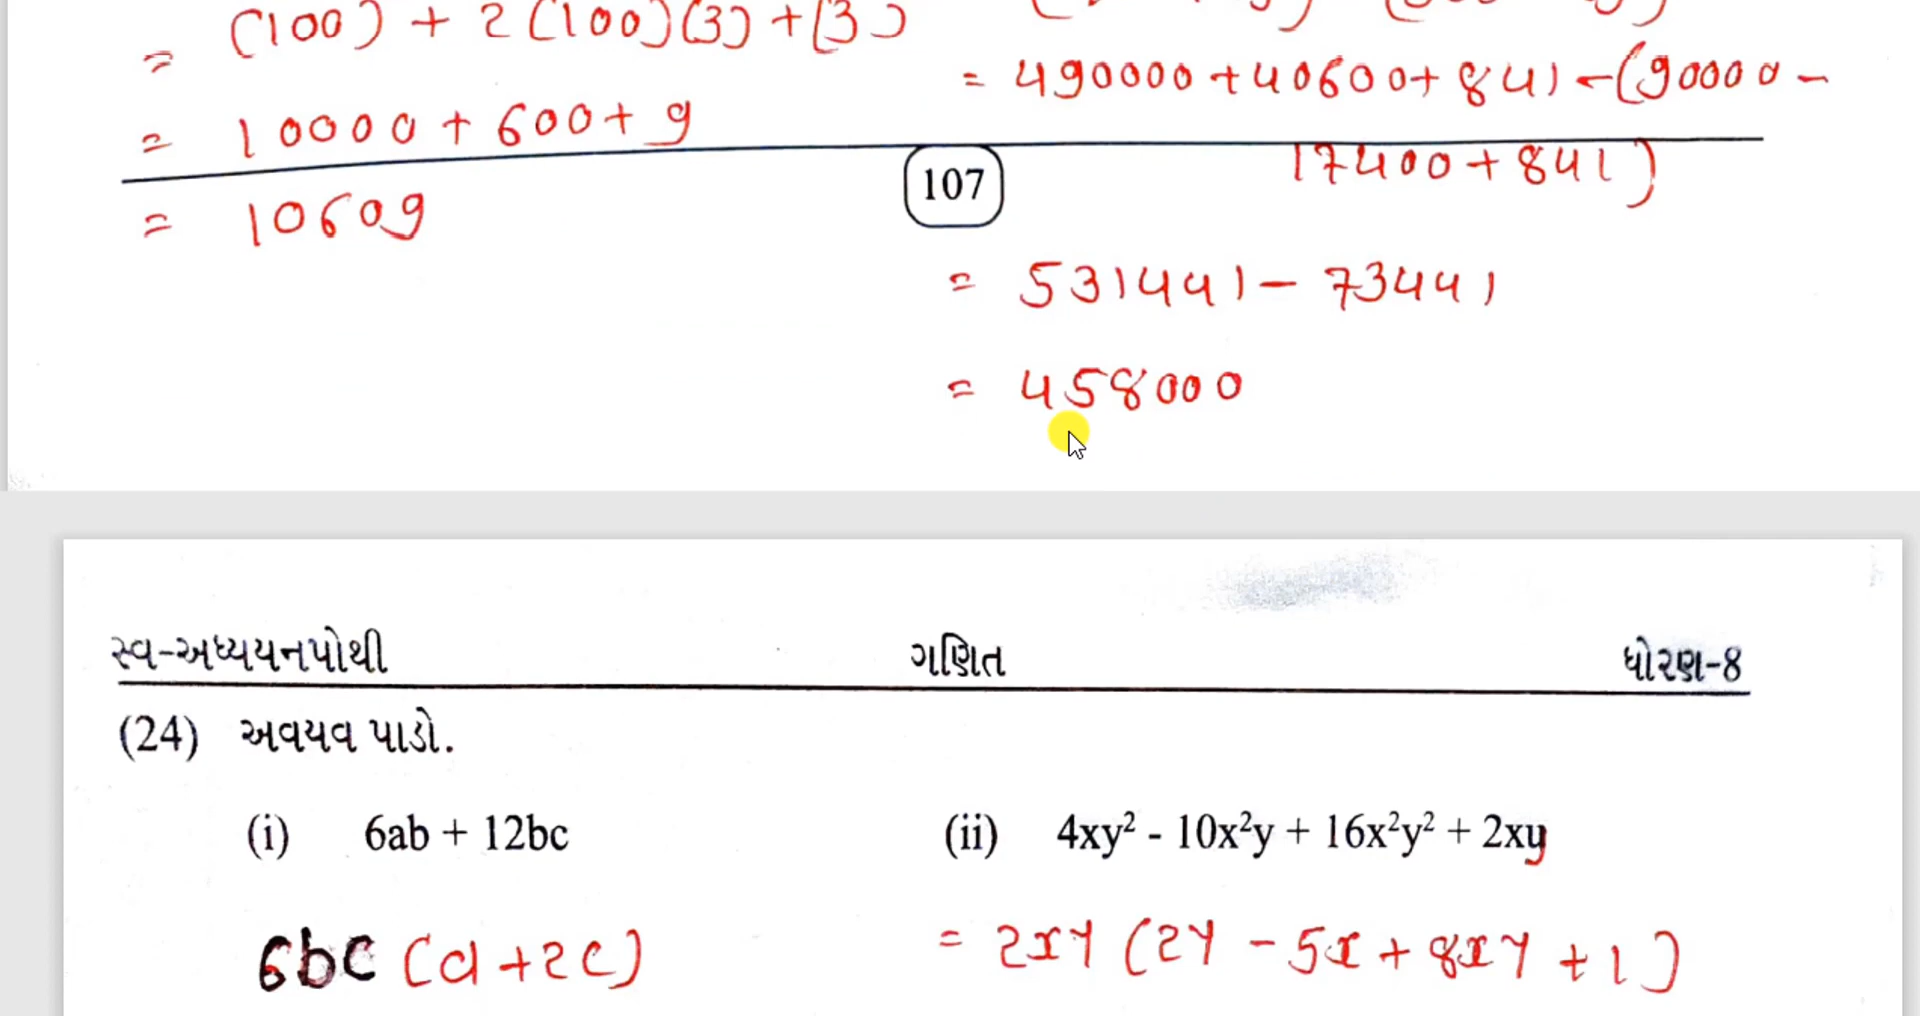 = (100) + 2(100)(3) + (3)
= 10000 + 600 + 9
= 10609
= 490000 + 40600 + 841 - (90000 -
17400 + 841)
= 531441 - 73441
= 458000
107
સ્વ-અધ્યયનપોથી ગણિત ધોરણ-8
(24) અવયવ પાડો.
(i) 6ab + 12bc (ii) 4xy² - 10x²y + 16x²y² + 2xy
6bc (a + 2c) = 2xy (2y - 5x + 8xy + 1)